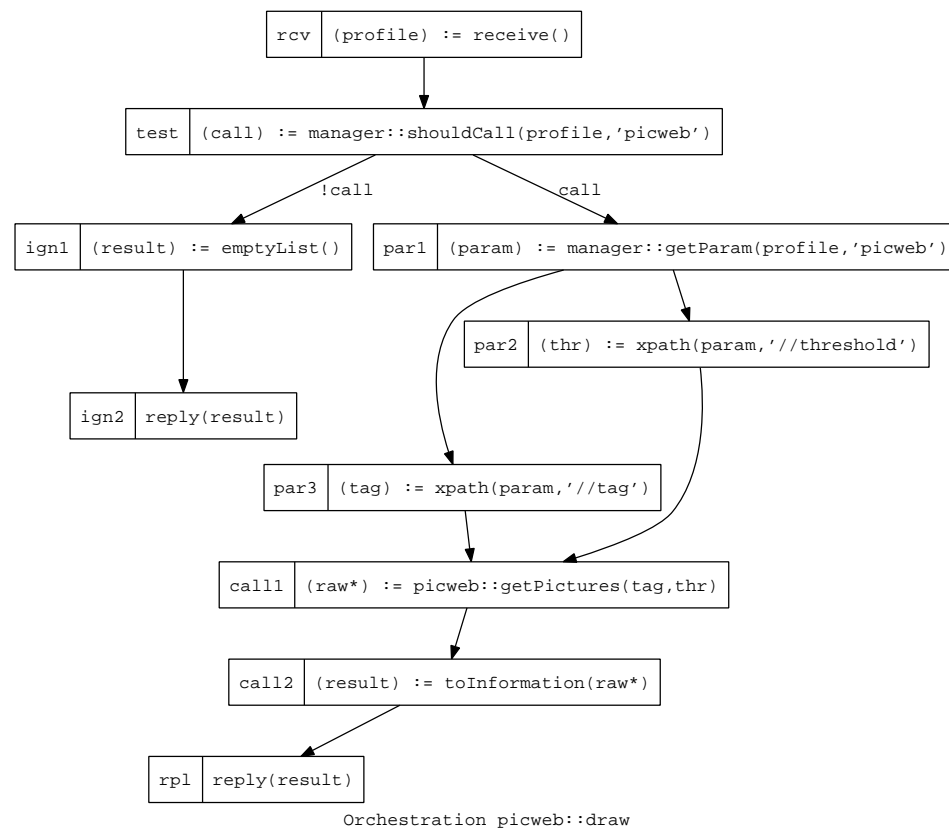 rcv (profile) := receive()
test (call) := manager::shouldCall(profile,'picweb')
!call call
ign1 (result) := emptyList() par1 (param) := manager::getParam(profile,'picweb')
par2 (thr) := xpath(param,'//threshold')
ign2 reply(result)
par3 (tag) := xpath(param,'//tag')
call1 (raw*) := picweb::getPictures(tag,thr)
call2 (result) := toInformation(raw*)
rpl reply(result)
Orchestration picweb::draw